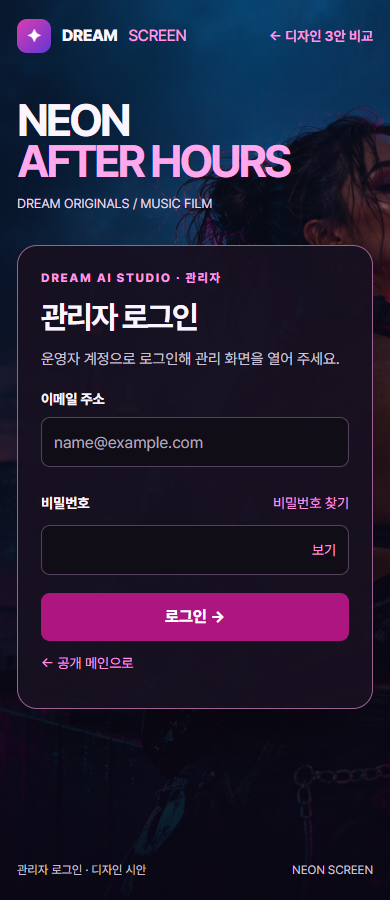 DREAM SCREEN
← 디자인 3안 비교
NEON
AFTER HOURS
DREAM ORIGINALS / MUSIC FILM
DREAM AI STUDIO · 관리자
관리자 로그인
운영자 계정으로 로그인해 관리 화면을 열어 주세요.
이메일 주소
name@example.com
비밀번호
비밀번호 찾기
보기
로그인 →
← 공개 메인으로
관리자 로그인 · 디자인 시안
NEON SCREEN